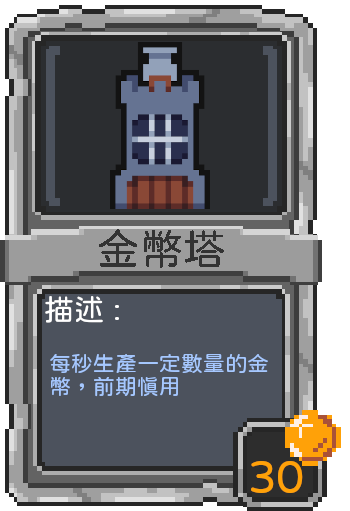 金幣塔
描述：
每秒生產一定數量的金
幣，前期慎用
30